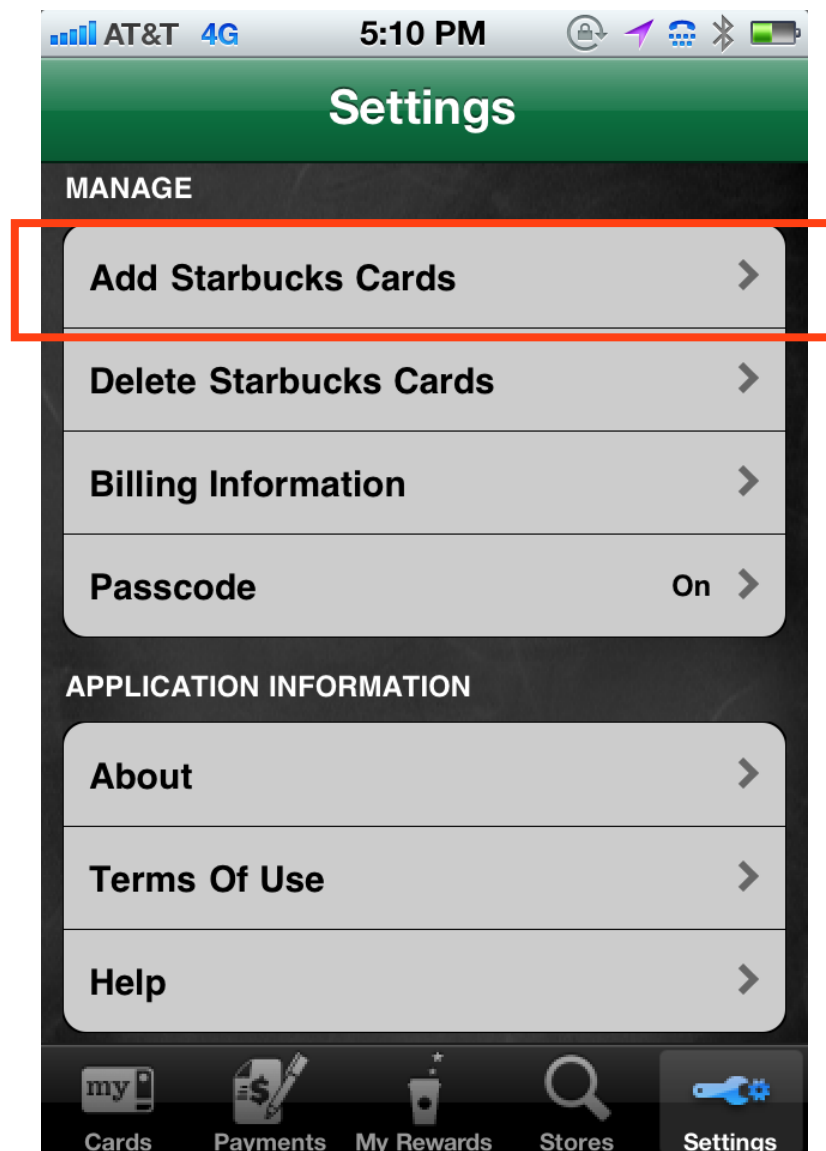 AT&T 4G 5:10 PM
Settings
MANAGE
Add Starbucks Cards
Delete Starbucks Cards
Billing Information
Passcode On
APPLICATION INFORMATION
About
Terms Of Use
Help
my $
Cards Payments My Rewards Stores Settings